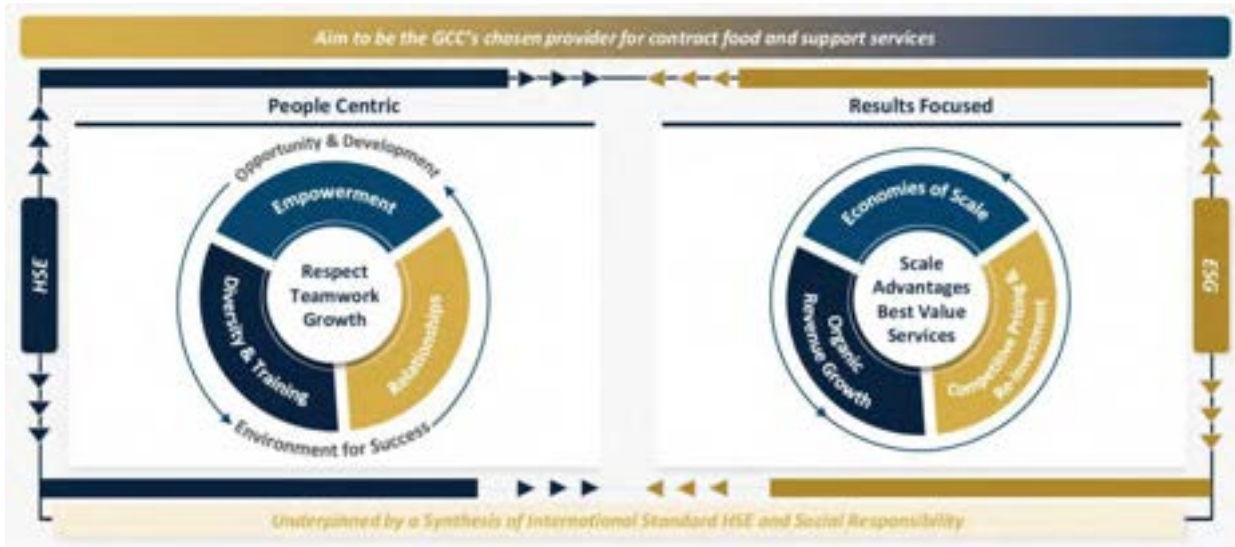 Aim to be the GCC's chosen provider for contract food and support services
People Centric
Opportunity & Development
Empowerment
Respect
Teamwork
Growth
Diversity & Training
Relationships
Environment for Success
Results Focused
Economies of Scale
Scale
Advantages
Best Value
Services
Organic
Revenue Growth
Competitive Pricing &
Re-investment
HSE
ESG
Underpinned by a Synthesis of International Standard HSE and Social Responsibility